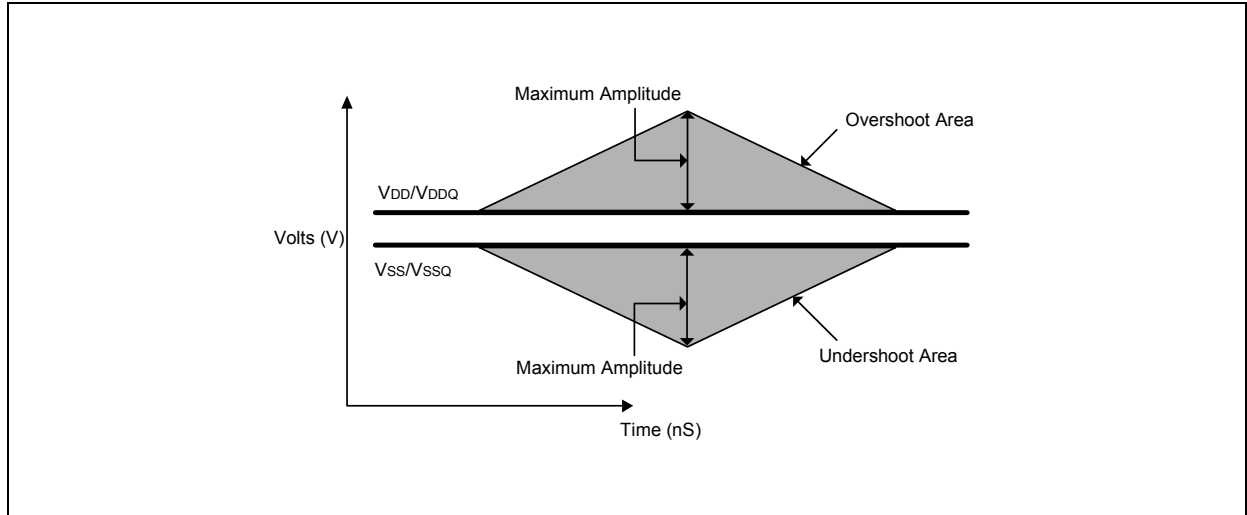 Maximum Amplitude
Overshoot Area
VDD/VDDQ
Volts (V)
VSS/VSSQ
Undershoot Area
Maximum Amplitude
Time (nS)